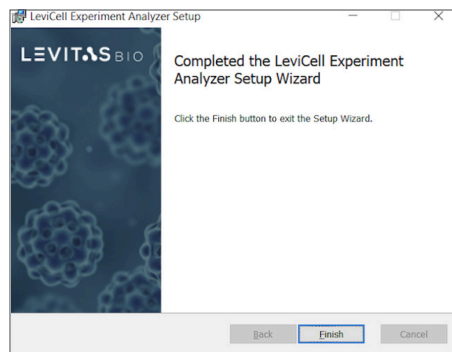 LeviCell Experiment Analyzer Setup
LEVITAS BIO
Completed the LeviCell Experiment
Analyzer Setup Wizard
Click the Finish button to exit the Setup Wizard.
Back Finish Cancel